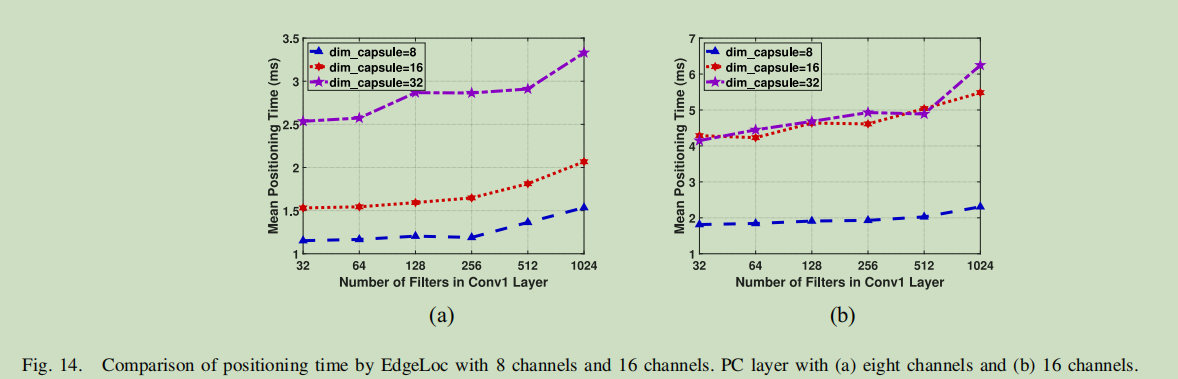 3.5
3
2.5
2
1.5
1
Mean Positioning Time (ms)
dim_capsule=8
dim_capsule=16
dim_capsule=32
32 64 128 256 512 1024
Number of Filters in Conv1 Layer
(a)
7
6
5
4
3
2
1
Mean Positioning Time (ms)
dim_capsule=8
dim_capsule=16
dim_capsule=32
32 64 128 256 512 1024
Number of Filters in Conv1 Layer
(b)
Fig. 14. Comparison of positioning time by EdgeLoc with 8 channels and 16 channels. PC layer with (a) eight channels and (b) 16 channels.